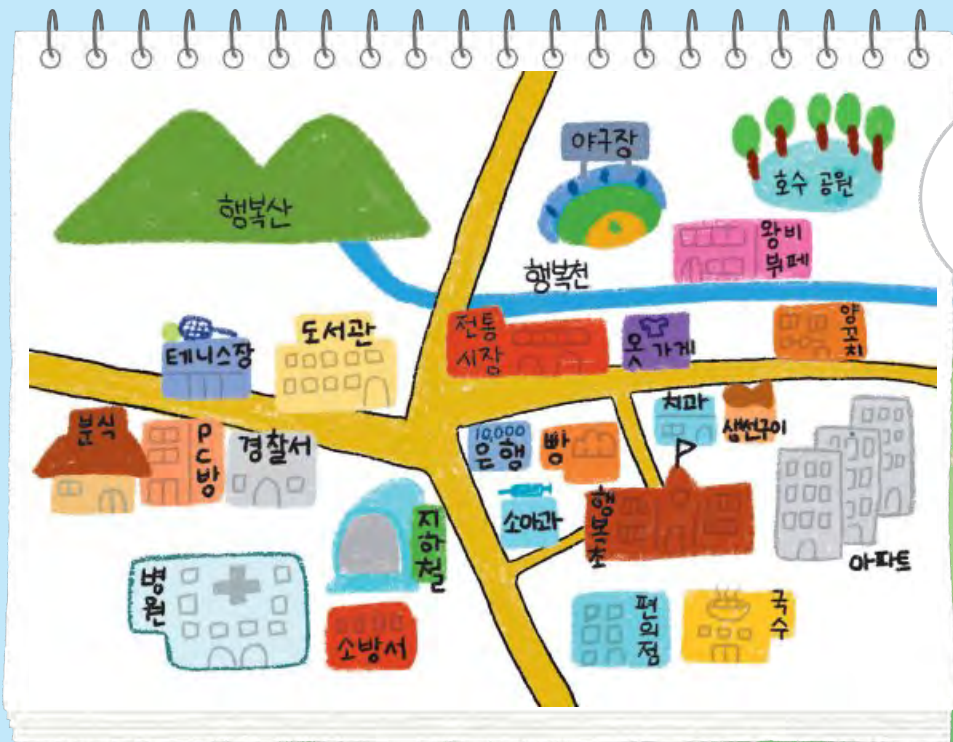 야구장
호수 공원
행복산
왕비
뷔페
행복천
전통
시장
옷 가게
양꼬치
테니스장
도서관
분식
PC방
경찰서
10,000
은행
빵
치과
생선구이
소아과
행복초
아파트
지하철
병원
소방서
편의점
국수